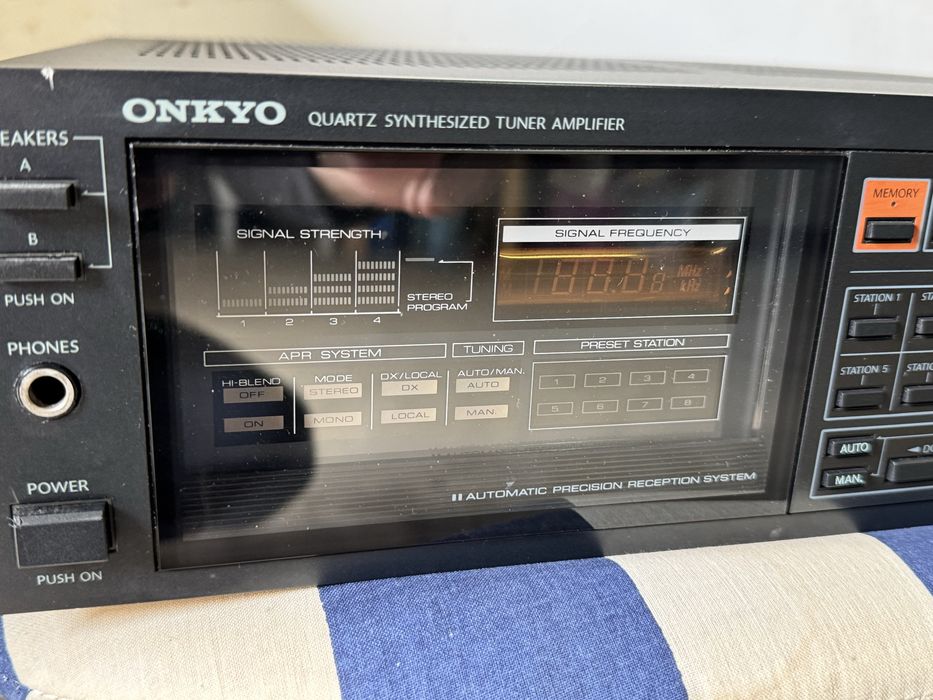 ONKYO QUARTZ SYNTHESIZED TUNER AMPLIFIER
EAKERS
A
B
PUSH ON
PHONES
POWER
PUSH ON
SIGNAL STRENGTH
1 2 3 4
STEREO
PROGRAM
SIGNAL FREQUENCY
MHz
kHz
APR SYSTEM
HI-BLEND
OFF
ON
MODE
STEREO
MONO
DX/LOCAL
DX
LOCAL
TUNING
AUTO/MAN.
AUTO
MAN.
PRESET STATION
1 2 3 4
5 6 7 8
AUTOMATIC PRECISION RECEPTION SYSTEM
MEMORY
STATION 1
STATION 5
AUTO
MAN.